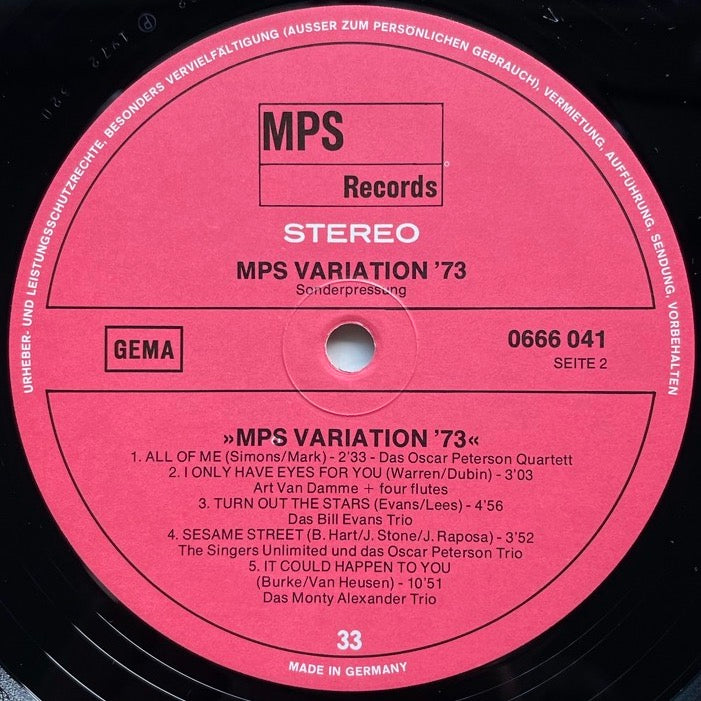 URHEBER- UND LEISTUNGSSCHUTZRECHTE, BESONDERS VERVIELFÄLTIGUNG (AUSSER ZUM PERSÖNLICHEN GEBRAUCH), VERMIETUNG, AUFFÜHRUNG, SENDUNG, VORBEHALTEN
MPS
Records
STEREO
MPS VARIATION ’73
Sonderpressung
GEMA
0666 041
SEITE 2
»MPS VARIATION ’73«
1. ALL OF ME (Simons/Mark) - 2’33 - Das Oscar Peterson Quartett
2. I ONLY HAVE EYES FOR YOU (Warren/Dubin) - 3’03
Art Van Damme + four flutes
3. TURN OUT THE STARS (Evans/Lees) - 4’56
Das Bill Evans Trio
4. SESAME STREET (B. Hart/J. Stone/J. Raposa) - 3’52
The Singers Unlimited und das Oscar Peterson Trio
5. IT COULD HAPPEN TO YOU
(Burke/Van Heusen) - 10’51
Das Monty Alexander Trio
33
MADE IN GERMANY